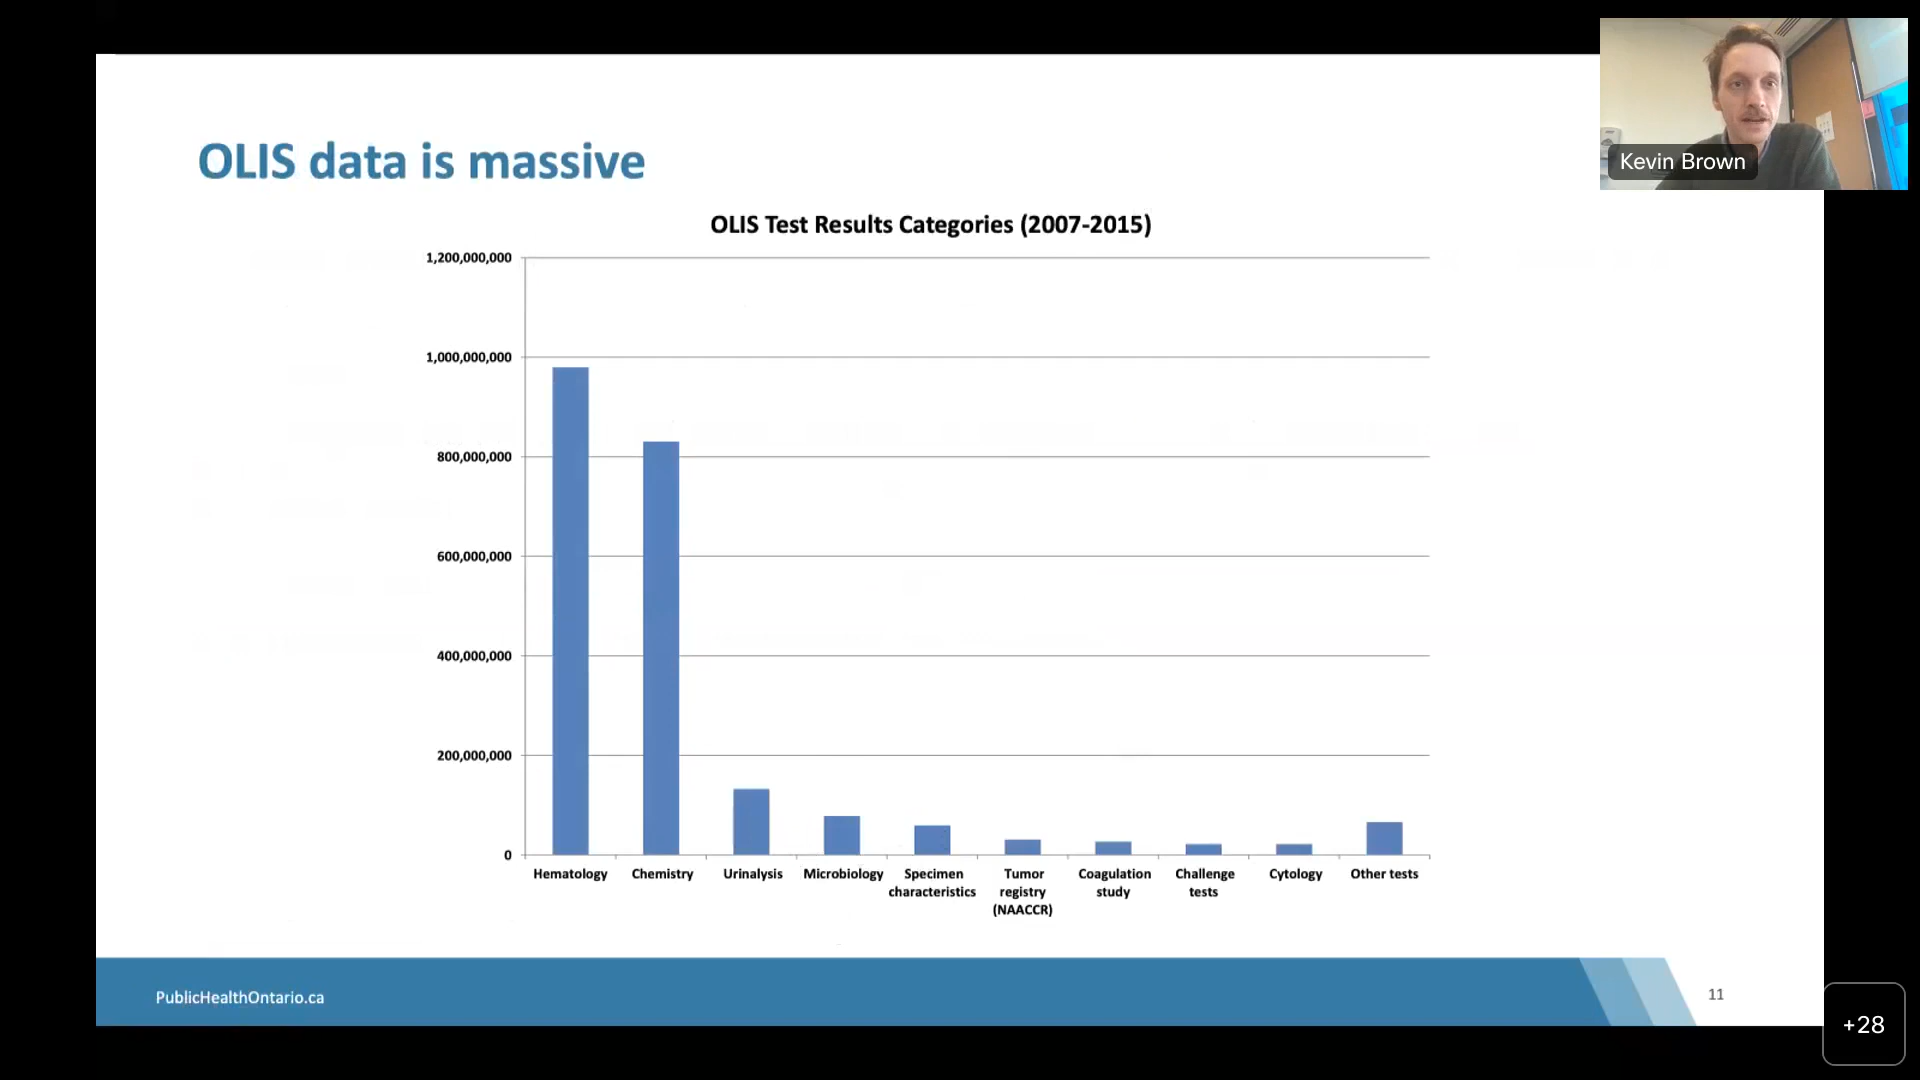 OLIS data is massive
Kevin Brown
OLIS Test Results Categories (2007-2015)
1,200,000,000
1,000,000,000
800,000,000
600,000,000
400,000,000
200,000,000
0
Hematology
Chemistry
Urinalysis
Microbiology
Specimen
characteristics
Tumor
registry
(NAACCR)
Coagulation
study
Challenge
tests
Cytology
Other tests
PublicHealthOntario.ca
11
+28